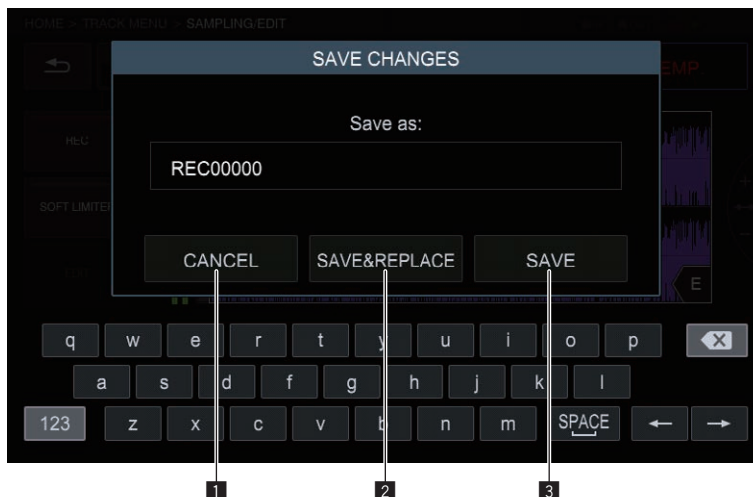 HOME > TRACK MENU > SAMPLING/EDIT
SAVE CHANGES
TEMP.
Save as:
REC
REC00000
SOFT LIMITER
CANCEL SAVE&REPLACE SAVE
E
q w e r t y u i o p
a s d f g h j k l
123 z x c v b n m SPACE ← →
1 2 3